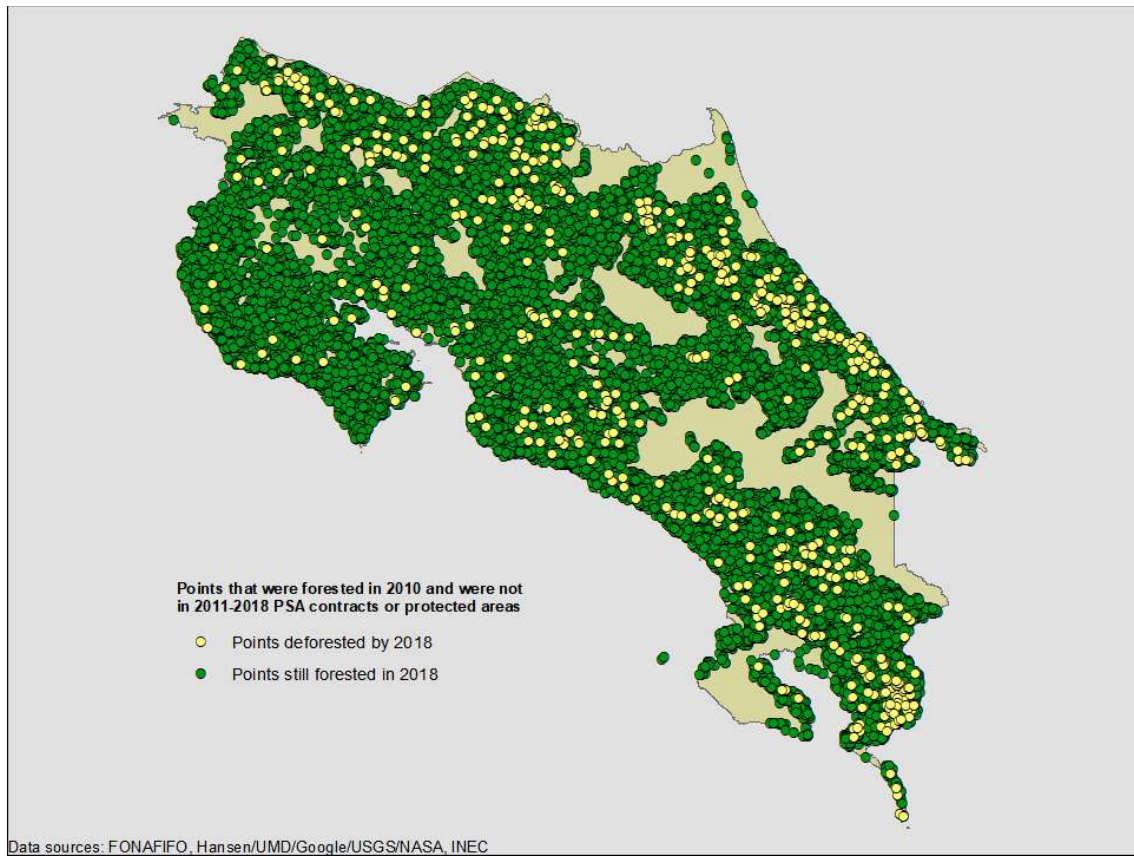 Points that were forested in 2010 and were not
in 2011-2018 PSA contracts or protected areas
Points deforested by 2018
Points still forested in 2018
Data sources: FONAFIFO, Hansen/UMD/Google/USGS/NASA, INEC